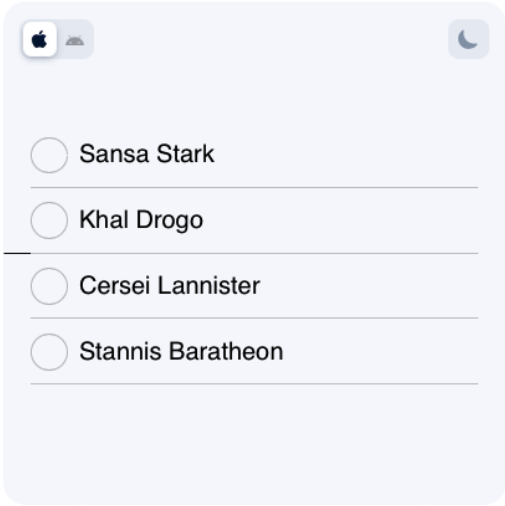 Sansa Stark
Khal Drogo
Cersei Lannister
Stannis Baratheon